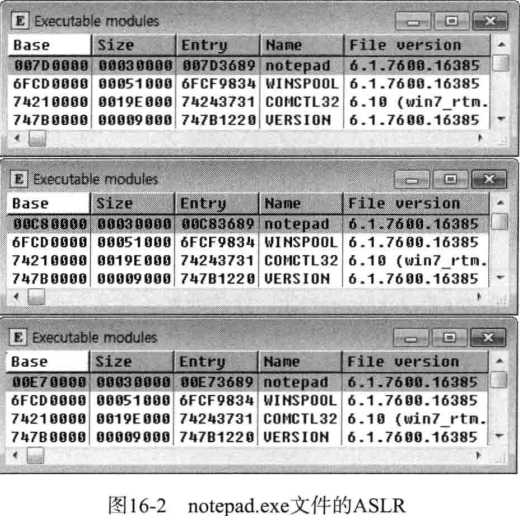 E Executable modules
Base Size Entry Name File version
007D0000 00030000 007D3689 notepad 6.1.7600.16385
6FCD0000 00051000 6FCF9834 WINSPOOL 6.1.7600.16385
74210000 0019E000 74243731 COMCTL32 6.10 (win7_rtm.
747B0000 00009000 747B1220 VERSION 6.1.7600.16385
E Executable modules
Base Size Entry Name File version
00C80000 00030000 00C83689 notepad 6.1.7600.16385
6FCD0000 00051000 6FCF9834 WINSPOOL 6.1.7600.16385
74210000 0019E000 74243731 COMCTL32 6.10 (win7_rtm.
747B0000 00009000 747B1220 VERSION 6.1.7600.16385
E Executable modules
Base Size Entry Name File version
00E70000 00030000 00E73689 notepad 6.1.7600.16385
6FCD0000 00051000 6FCF9834 WINSPOOL 6.1.7600.16385
74210000 0019E000 74243731 COMCTL32 6.10 (win7_rtm.
747B0000 00009000 747B1220 VERSION 6.1.7600.16385
图16-2 notepad.exe文件的ASLR